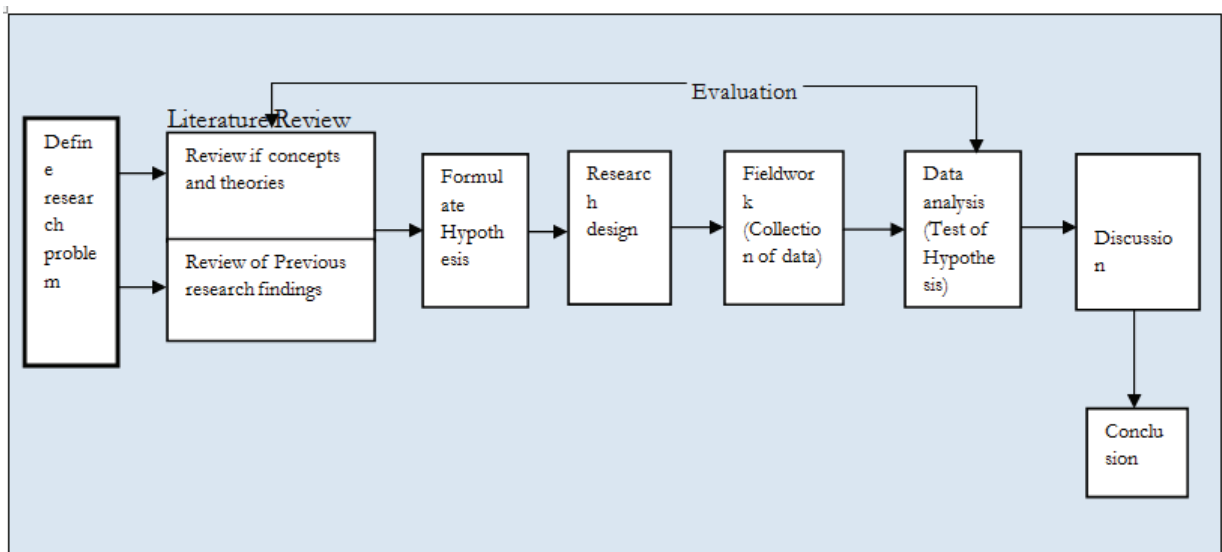 Evaluation
Literature Review
Defin
e
resear
ch
proble
m
Review if concepts
and theories
Review of Previous
research findings
Formul
ate
Hypoth
esis
Researc
h
design
Fieldwor
k
(Collectio
n of data)
Data
analysis
(Test of
Hypothe
sis)
Discussio
n
Conclu
sion